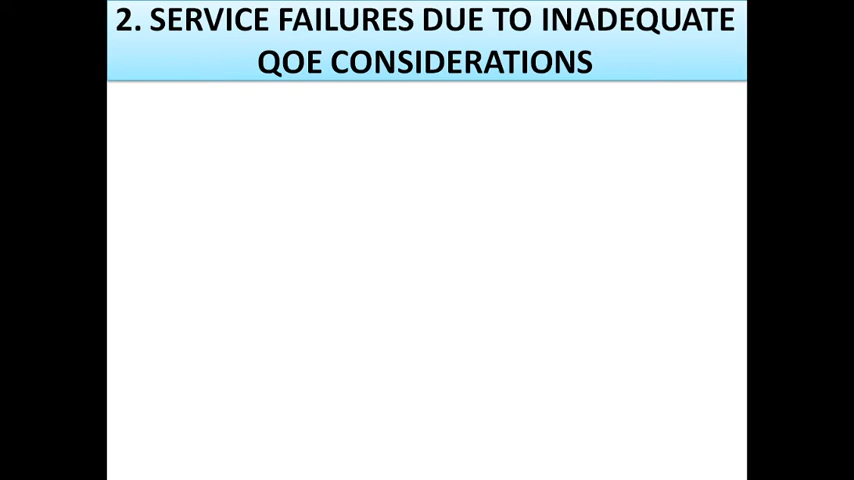 2. SERVICE FAILURES DUE TO INADEQUATE
QOE CONSIDERATIONS